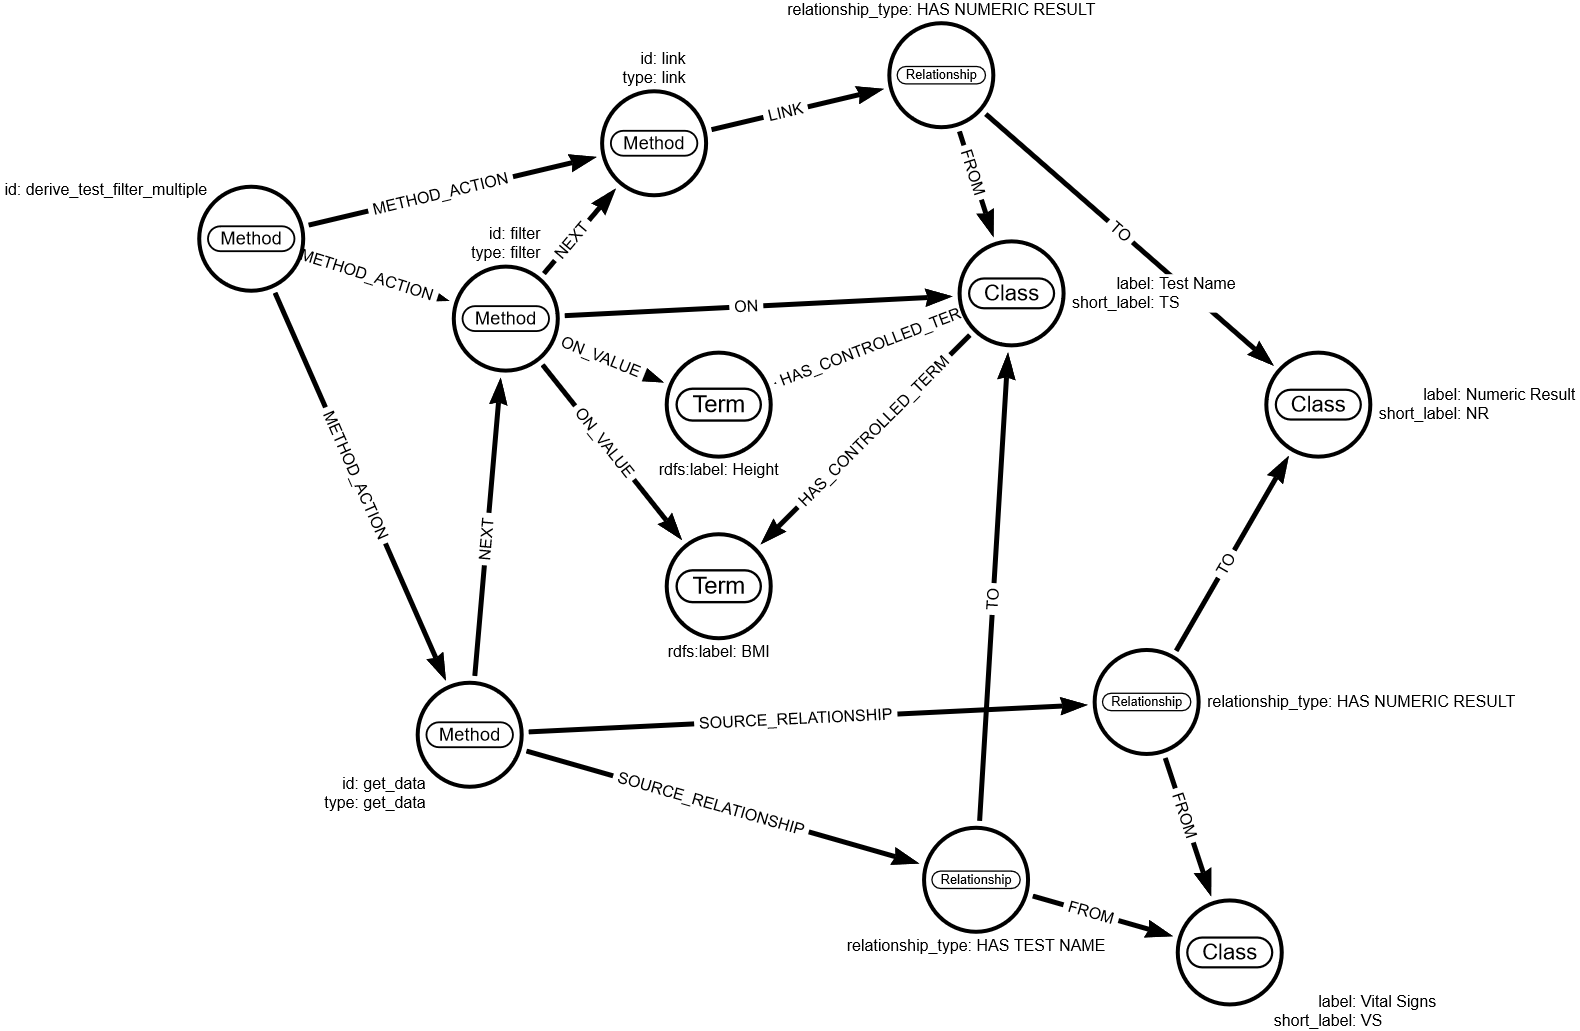 relationship_type: HAS NUMERIC RESULT
Relationship
id: link
type: link
Method
LINK
FROM
TO
id: derive_test_filter_multiple
Method
METHOD_ACTION
METHOD_ACTION
METHOD_ACTION
id: filter
type: filter
Method
NEXT
ON
ON_VALUE
ON_VALUE
Class
label: Test Name
short_label: TS
HAS_CONTROLLED_TER
HAS_CONTROLLED_TERM
Term
rdfs:label: Height
Term
rdfs:label: BMI
Class
label: Numeric Result
short_label: NR
NEXT
TO
TO
Method
id: get_data
type: get_data
SOURCE_RELATIONSHIP
SOURCE_RELATIONSHIP
Relationship
relationship_type: HAS NUMERIC RESULT
FROM
Relationship
relationship_type: HAS TEST NAME
FROM
Class
label: Vital Signs
short_label: VS